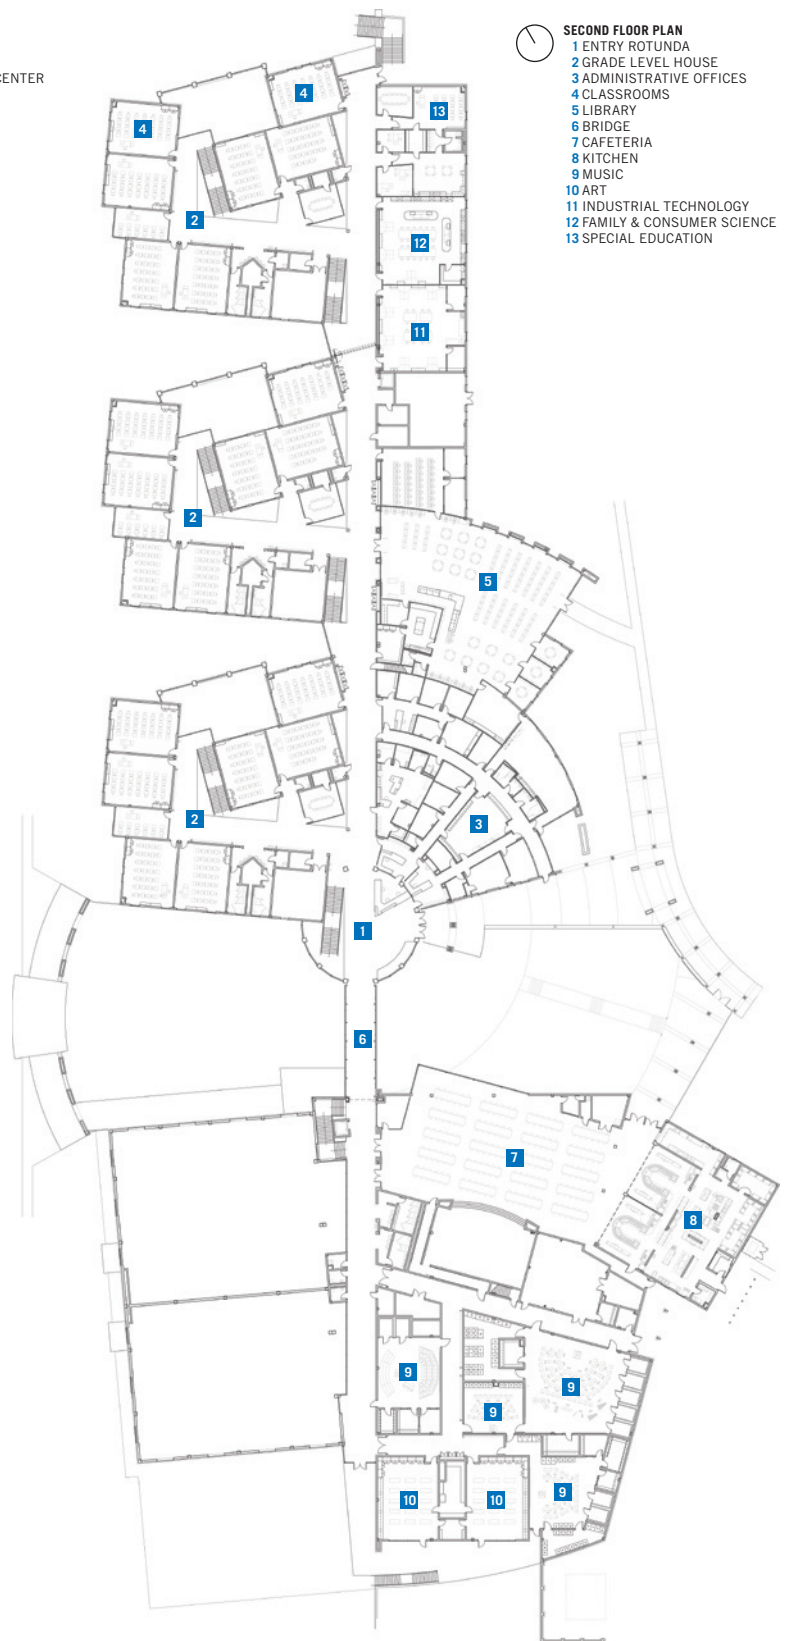 CENTER
SECOND FLOOR PLAN
1 ENTRY ROTUNDA
2 GRADE LEVEL HOUSE
3 ADMINISTRATIVE OFFICES
4 CLASSROOMS
5 LIBRARY
6 BRIDGE
7 CAFETERIA
8 KITCHEN
9 MUSIC
10 ART
11 INDUSTRIAL TECHNOLOGY
12 FAMILY & CONSUMER SCIENCE
13 SPECIAL EDUCATION
4
13
4
2
12
11
2
5
2
3
1
6
7
8
9
9
9
10
10
9